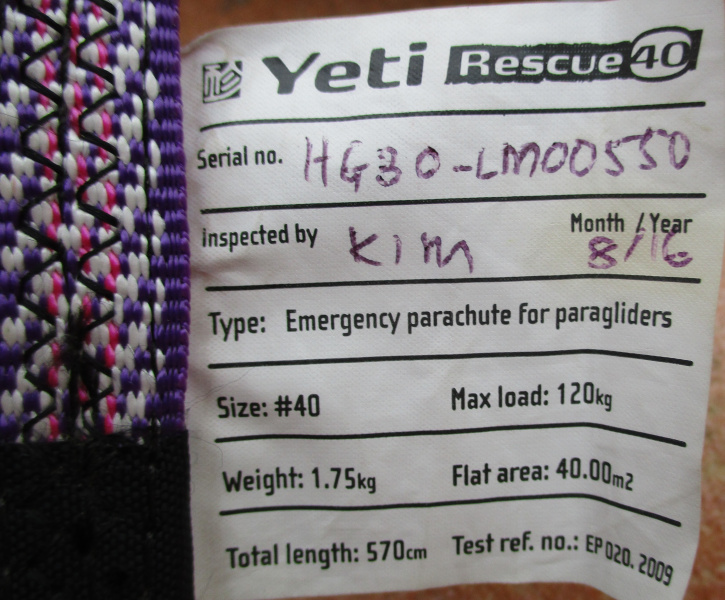 Yeti Rescue 40
Serial no. HG30-LM00550
Inspected by KIM Month / Year 8/16
Type: Emergency parachute for paragliders
Size: #40 Max load: 120kg
Weight: 1.75kg Flat area: 40.00m2
Total length: 570cm Test ref. no.: EP 020. 2009